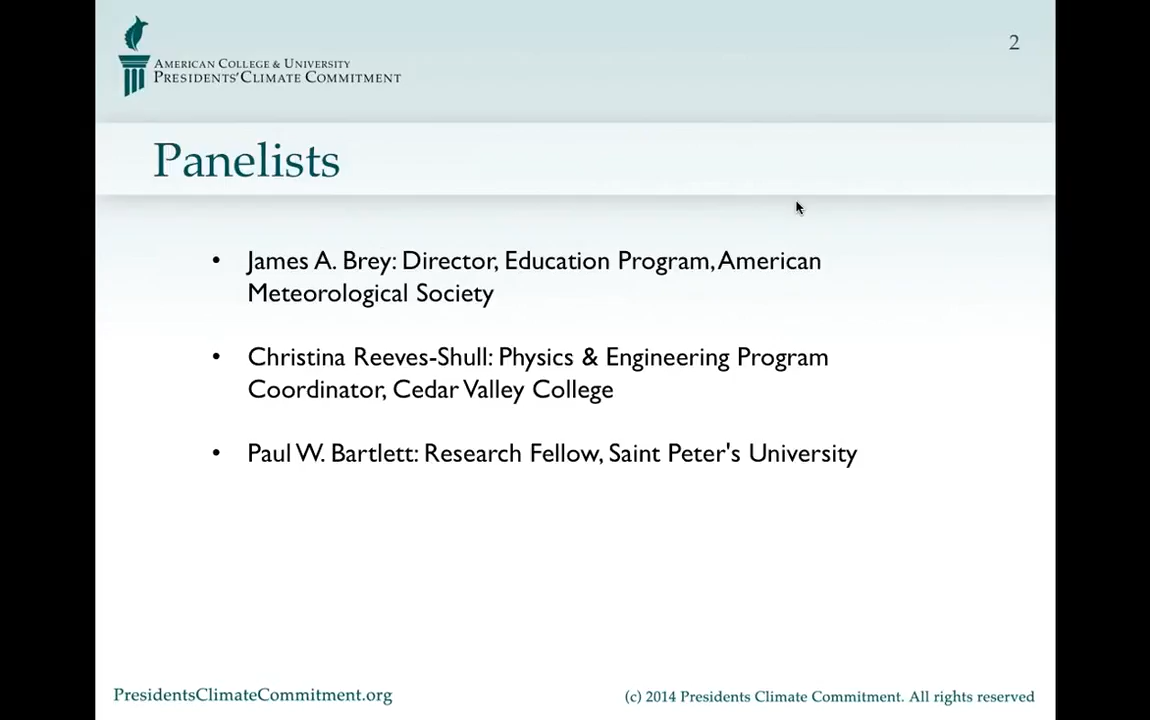 AMERICAN COLLEGE & UNIVERSITY
PRESIDENTS' CLIMATE COMMITMENT
2
Panelists
• James A. Brey: Director, Education Program, American
Meteorological Society
• Christina Reeves-Shull: Physics & Engineering Program
Coordinator, Cedar Valley College
• Paul W. Bartlett: Research Fellow, Saint Peter's University
PresidentsClimateCommitment.org
(c) 2014 Presidents Climate Commitment. All rights reserved